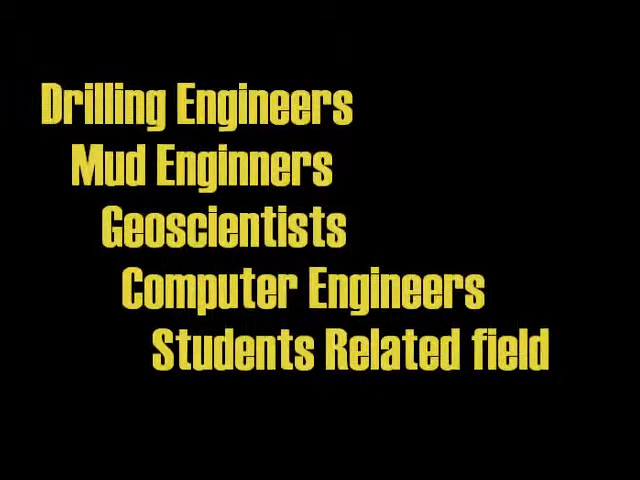 Drilling Engineers
Mud Enginners
Geoscientists
Computer Engineers
Students Related field